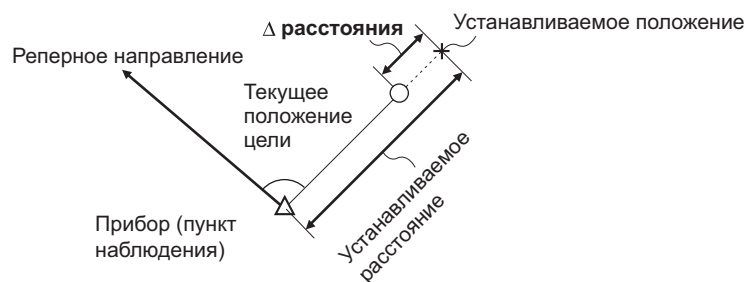 Δ расстояния
Устанавливаемое положение
Реперное направление
Текущее
положение
цели
Устанавливаемое
расстояние
Прибор (пункт
наблюдения)